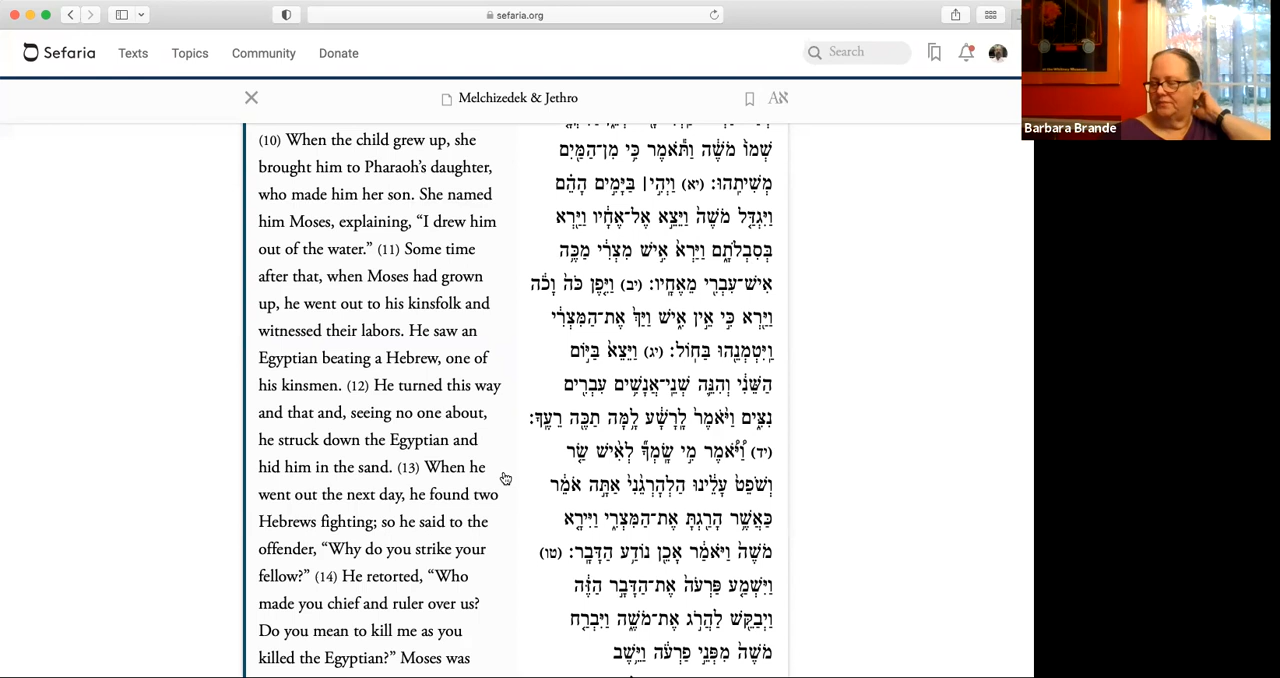 sefaria.org
Sefaria
Texts
Topics
Community
Donate
Search
Melchizedek & Jethro
Aא
(10) When the child grew up, she
brought him to Pharaoh’s daughter,
who made him her son. She named
him Moses, explaining, “I drew him
out of the water.” (11) Some time
after that, when Moses had grown
up, he went out to his kinsfolk and
witnessed their labors. He saw an
Egyptian beating a Hebrew, one of
his kinsmen. (12) He turned this way
and that and, seeing no one about,
he struck down the Egyptian and
hid him in the sand. (13) When he
went out the next day, he found two
Hebrews fighting; so he said to the
offender, “Why do you strike your
fellow?” (14) He retorted, “Who
made you chief and ruler over us?
Do you mean to kill me as you
killed the Egyptian?” Moses was
שְׁמוֹ֙ מֹשֶׁ֔ה וַתֹּ֕אמֶר כִּ֥י מִן־הַמַּ֖יִם
מְשִׁיתִֽהוּ׃ (יא) וַיְהִ֣י׀ בַּיָּמִ֣ים הָהֵ֗ם
וַיִּגְדַּ֤ל מֹשֶׁה֙ וַיֵּצֵ֣א אֶל־אֶחָ֔יו וַיַּ֖רְא
בְּסִבְלֹתָ֑ם וַיַּרְא֙ אִ֣ישׁ מִצְרִ֔י מַכֶּ֥ה
אִישׁ־עִבְרִ֖י מֵאֶחָֽיו׃ (יב) וַיִּ֤פֶן כֹּה֙ וָכֹ֔ה
וַיַּ֖רְא כִּ֣י אֵ֣ין אִ֑ישׁ וַיַּךְ֙ אֶת־הַמִּצְרִ֔י
וַֽיִּטְמְנֵ֖הוּ בַּחֽוֹל׃ (יג) וַיֵּצֵא֙ בַּיּ֣וֹם
הַשֵּׁנִ֔י וְהִנֵּ֛ה שְׁנֵֽי־אֲנָשִׁ֥ים עִבְרִ֖ים
נִצִּ֑ים וַיֹּ֙אמֶר֙ לָֽרָשָׁ֔ע לָ֥מָּה תַכֶּ֖ה רֵעֶֽךָ׃
(יד) וַ֠יֹּאמֶר מִ֣י שָֽׂמְךָ֞ לְאִ֨ישׁ שַׂ֤ר
וְשֹׁפֵט֙ עָלֵ֔ינוּ הַלְהׇרְגֵ֙נִי֙ אַתָּ֣ה אֹמֵ֔ר
כַּאֲשֶׁ֥ר הָרַ֖גְתָּ אֶת־הַמִּצְרִ֑י וַיִּירָ֤א
מֹשֶׁה֙ וַיֹּאמַ֔ר אָכֵ֖ן נוֹדַ֥ע הַדָּבָֽר׃ (טו)
וַיִּשְׁמַ֤ע פַּרְעֹה֙ אֶת־הַדָּבָ֣ר הַזֶּ֔ה
וַיְבַקֵּ֖שׁ לַהֲרֹ֣ג אֶת־מֹשֶׁ֑ה וַיִּבְרַ֤ח
מֹשֶׁה֙ מִפְּנֵ֣י פַרְעֹ֔ה וַיֵּ֥שֶׁב
Barbara Brande